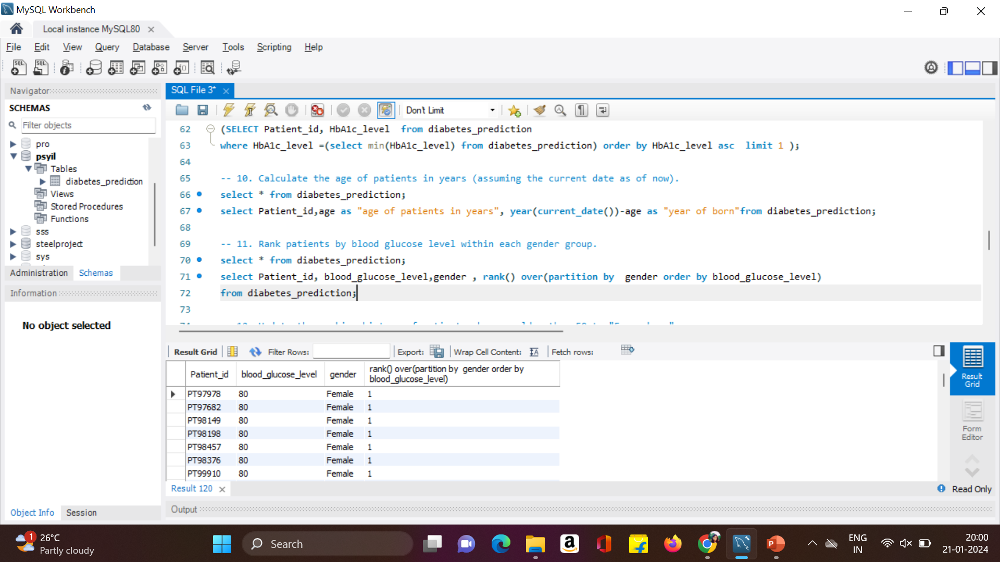 MySQL Workbench
Local instance MySQL80
File Edit View Query Database Server Tools Scripting Help
Navigator
SCHEMAS
Filter objects
pro
psyil
Tables
diabetes_prediction
Views
Stored Procedures
Functions
sss
steelproject
sys
Administration Schemas
Information
No object selected
Object Info Session
SQL File 3*
Don't Limit
62 (SELECT Patient_id, HbA1c_level from diabetes_prediction
63 where HbA1c_level =(select min(HbA1c_level) from diabetes_prediction) order by HbA1c_level asc limit 1 );
64
65 -- 10. Calculate the age of patients in years (assuming the current date as of now).
66 select * from diabetes_prediction;
67 select Patient_id,age as "age of patients in years", year(current_date())-age as "year of born"from diabetes_prediction;
68
69 -- 11. Rank patients by blood glucose level within each gender group.
70 select * from diabetes_prediction;
71 select Patient_id, blood_glucose_level,gender , rank() over(partition by gender order by blood_glucose_level)
72 from diabetes_prediction;
73
Result Grid Filter Rows: Export: Wrap Cell Content: Fetch rows:
Patient_id blood_glucose_level gender rank() over(partition by gender order by
blood_glucose_level)
PT97978 80 Female 1
PT97682 80 Female 1
PT98149 80 Female 1
PT98198 80 Female 1
PT98457 80 Female 1
PT98376 80 Female 1
PT99910 80 Female 1
Result
Grid
Form
Editor
Result 120
Read Only
Output
1
26°C
Partly cloudy
Search
ENG
IN
20:00
21-01-2024